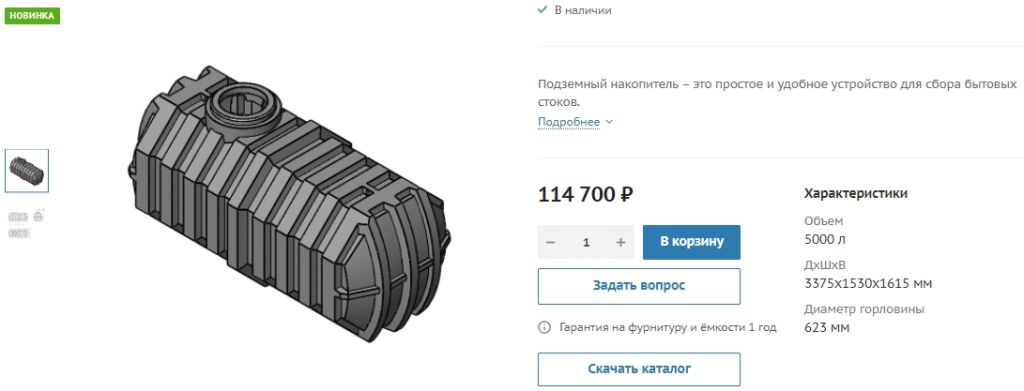 НОВИНКА
В наличии
Подземный накопитель – это простое и удобное устройство для сбора бытовых
стоков.
Подробнее
114 700 ₽
− 1 + В корзину
Задать вопрос
Гарантия на фурнитуру и ёмкости 1 год
Скачать каталог
Характеристики
Объем
5000 л
ДхШхВ
3375х1530х1615 мм
Диаметр горловины
623 мм